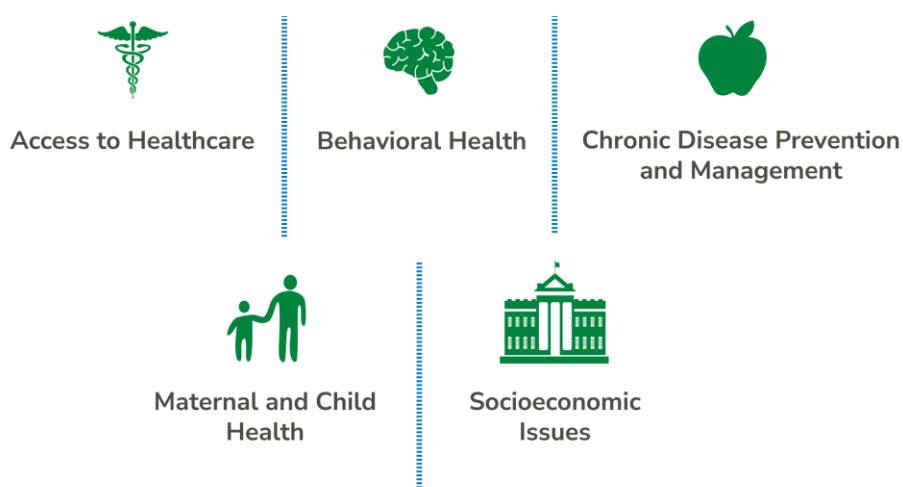 Access to Healthcare
Behavioral Health
Chronic Disease Prevention
and Management
Maternal and Child
Health
Socioeconomic
Issues